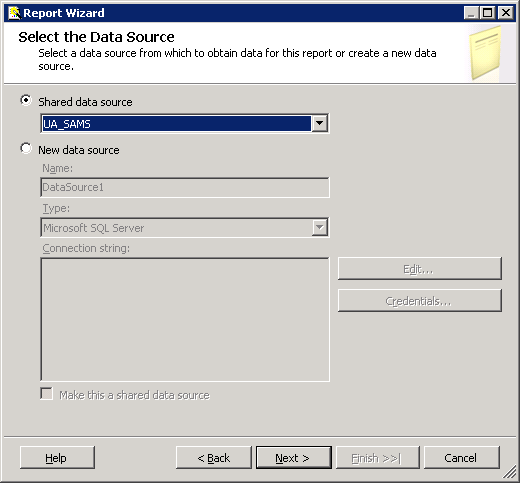 Report Wizard
Select the Data Source
Select a data source from which to obtain data for this report or create a new data
source.
Shared data source
UA_SAMS
New data source
Name:
DataSource1
Type:
Microsoft SQL Server
Connection string:
Edit...
Credentials...
Make this a shared data source
Help
< Back
Next >
Finish >>|
Cancel